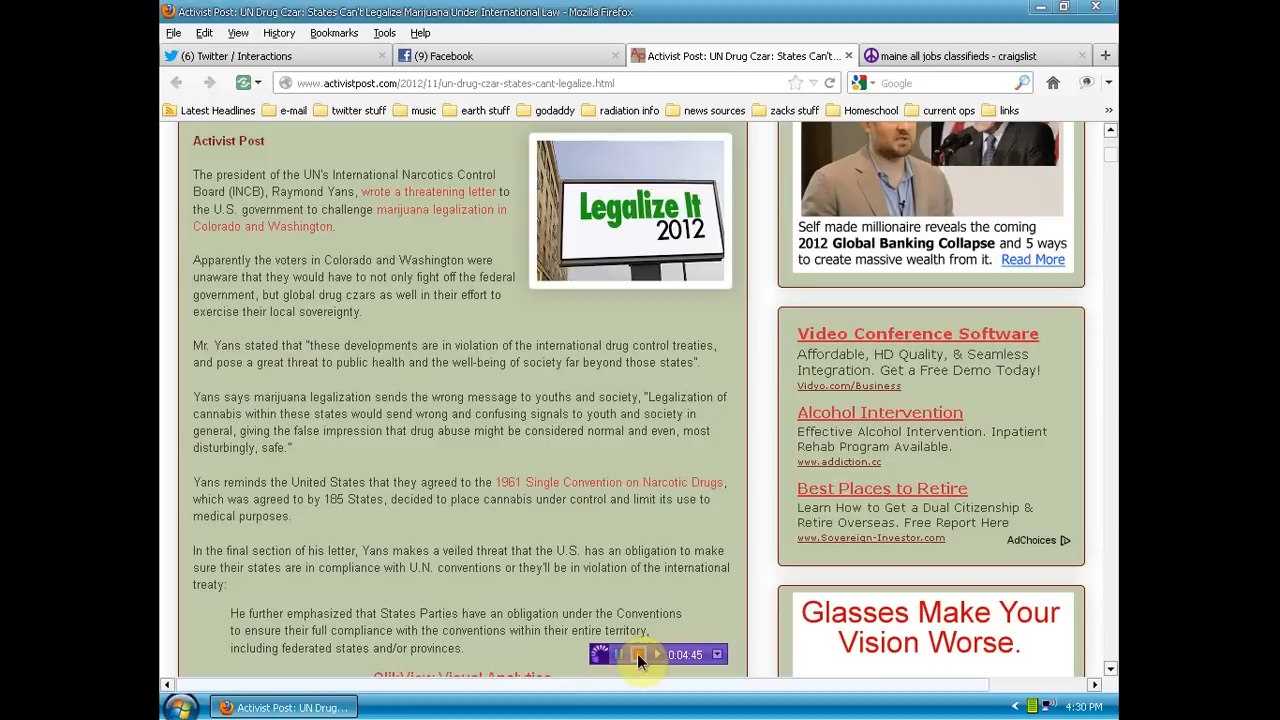 Activist Post: UN Drug Czar: States Can't Legalize Marijuana Under International Law - Mozilla Firefox
File Edit View History Bookmarks Tools Help
(6) Twitter / Interactions
(9) Facebook
Activist Post: UN Drug Czar: States Can't...
maine all jobs classifieds - craigslist
www.activistpost.com/2012/11/un-drug-czar-states-cant-legalize.html
Google
Latest Headlines e-mail twitter stuff music earth stuff godaddy radiation info news sources zacks stuff Homeschool current ops links
Activist Post
The president of the UN's International Narcotics Control
Board (INCB), Raymond Yans, wrote a threatening letter to
the U.S. government to challenge marijuana legalization in
Colorado and Washington.
Legalize It
2012
Apparently the voters in Colorado and Washington were
unaware that they would have to not only fight off the federal
government, but global drug czars as well in their effort to
exercise their local sovereignty.
Mr. Yans stated that "these developments are in violation of the international drug control treaties,
and pose a great threat to public health and the well-being of society far beyond those states".
Yans says marijuana legalization sends the wrong message to youths and society, "Legalization of
cannabis within these states would send wrong and confusing signals to youth and society in
general, giving the false impression that drug abuse might be considered normal and even, most
disturbingly, safe."
Yans reminds the United States that they agreed to the 1961 Single Convention on Narcotic Drugs,
which was agreed to by 185 States, decided to place cannabis under control and limit its use to
medical purposes.
In the final section of his letter, Yans makes a veiled threat that the U.S. has an obligation to make
sure their states are in compliance with U.N. conventions or they'll be in violation of the international
treaty:
He further emphasized that States Parties have an obligation under the Conventions
to ensure their full compliance with the conventions within their entire territory,
including federated states and/or provinces.
QlikView Visual Analytics
0:04:45
Self made millionaire reveals the coming
2012 Global Banking Collapse and 5 ways
to create massive wealth from it. Read More
Video Conference Software
Affordable, HD Quality, & Seamless
Integration. Get a Free Demo Today!
Vidyo.com/Business
Alcohol Intervention
Effective Alcohol Intervention. Inpatient
Rehab Program Available.
www.addiction.cc
Best Places to Retire
Learn How to Get a Dual Citizenship &
Retire Overseas. Free Report Here
www.Sovereign-Investor.com
AdChoices
Glasses Make Your
Vision Worse.
Activist Post: UN Drug...
4:30 PM